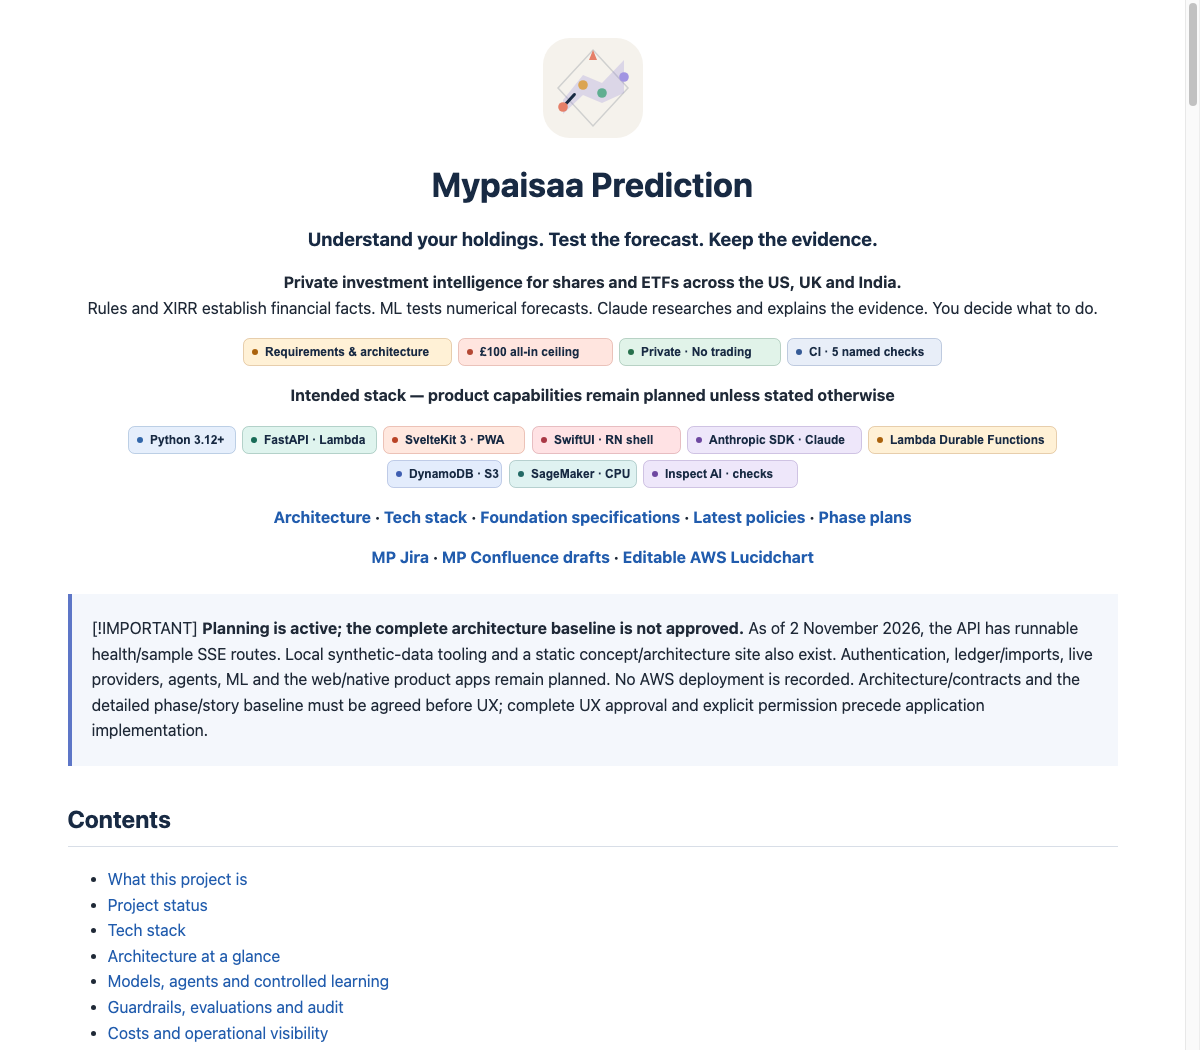 Mypaisaa Prediction
Understand your holdings. Test the forecast. Keep the evidence.
Private investment intelligence for shares and ETFs across the US, UK and India.
Rules and XIRR establish financial facts. ML tests numerical forecasts. Claude researches and explains the evidence. You decide what to do.
Requirements & architecture £100 all-in ceiling Private · No trading CI · 5 named checks
Intended stack — product capabilities remain planned unless stated otherwise
Python 3.12+ FastAPI · Lambda SvelteKit 3 · PWA SwiftUI · RN shell Anthropic SDK · Claude Lambda Durable Functions
DynamoDB · S3 SageMaker · CPU Inspect AI · checks
Architecture · Tech stack · Foundation specifications · Latest policies · Phase plans
MP Jira · MP Confluence drafts · Editable AWS Lucidchart
[!IMPORTANT] Planning is active; the complete architecture baseline is not approved. As of 2 November 2026, the API has runnable
health/sample SSE routes. Local synthetic-data tooling and a static concept/architecture site also exist. Authentication, ledger/imports, live
providers, agents, ML and the web/native product apps remain planned. No AWS deployment is recorded. Architecture/contracts and the
detailed phase/story baseline must be agreed before UX; complete UX approval and explicit permission precede application
implementation.
Contents
• What this project is
• Project status
• Tech stack
• Architecture at a glance
• Models, agents and controlled learning
• Guardrails, evaluations and audit
• Costs and operational visibility